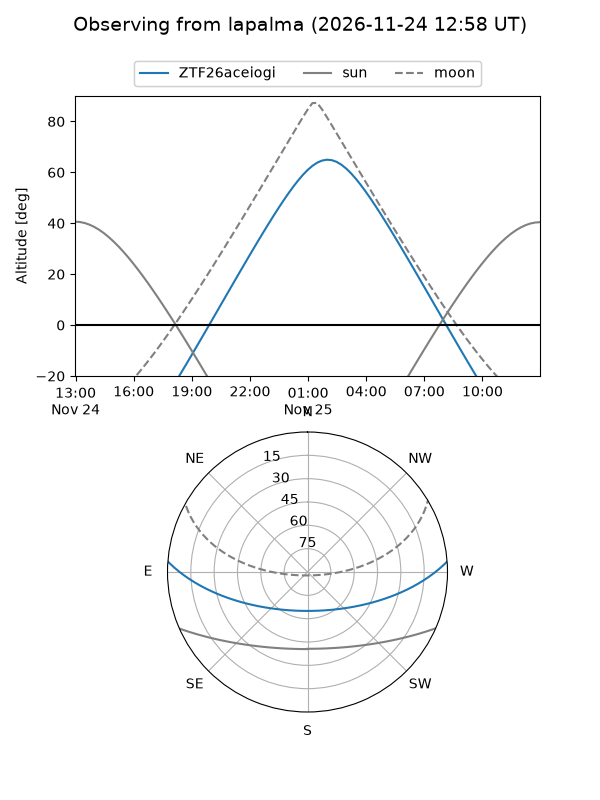 Observing from lapalma (2026-11-24 12:58 UT)
ZTF26aceiogi sun moon
Altitude [deg]
80
60
40
20
0
−20
13:00 16:00 19:00 22:00 01:00 04:00 07:00 10:00
Nov 24 Nov 25
N
NE NW
15
30
45
60
75
E W
SE SW
S